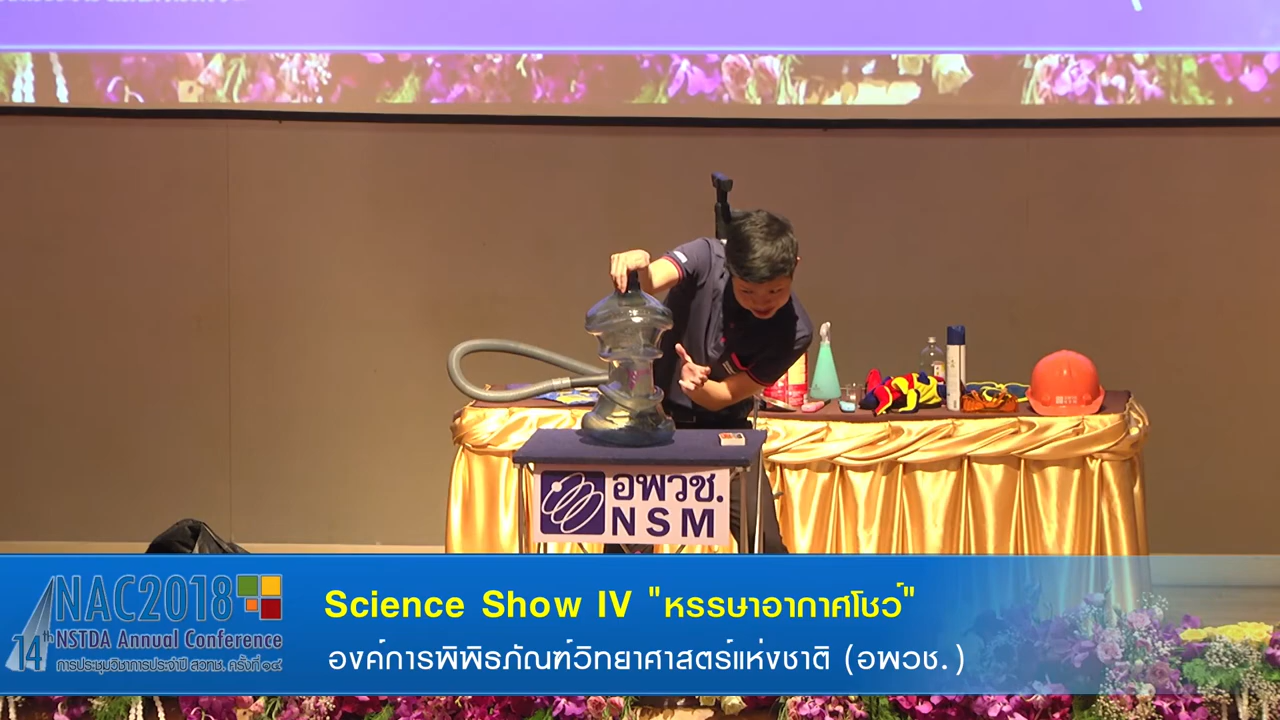 อพวช.
NSM
NAC2018
14th NSTDA Annual Conference
การประชุมวิชาการประจำปี สวทช. ครั้งที่ ๑๔
Science Show IV "หรรษาอากาศโชว์"
องค์การพิพิธภัณฑ์วิทยาศาสตร์แห่งชาติ (อพวช.)